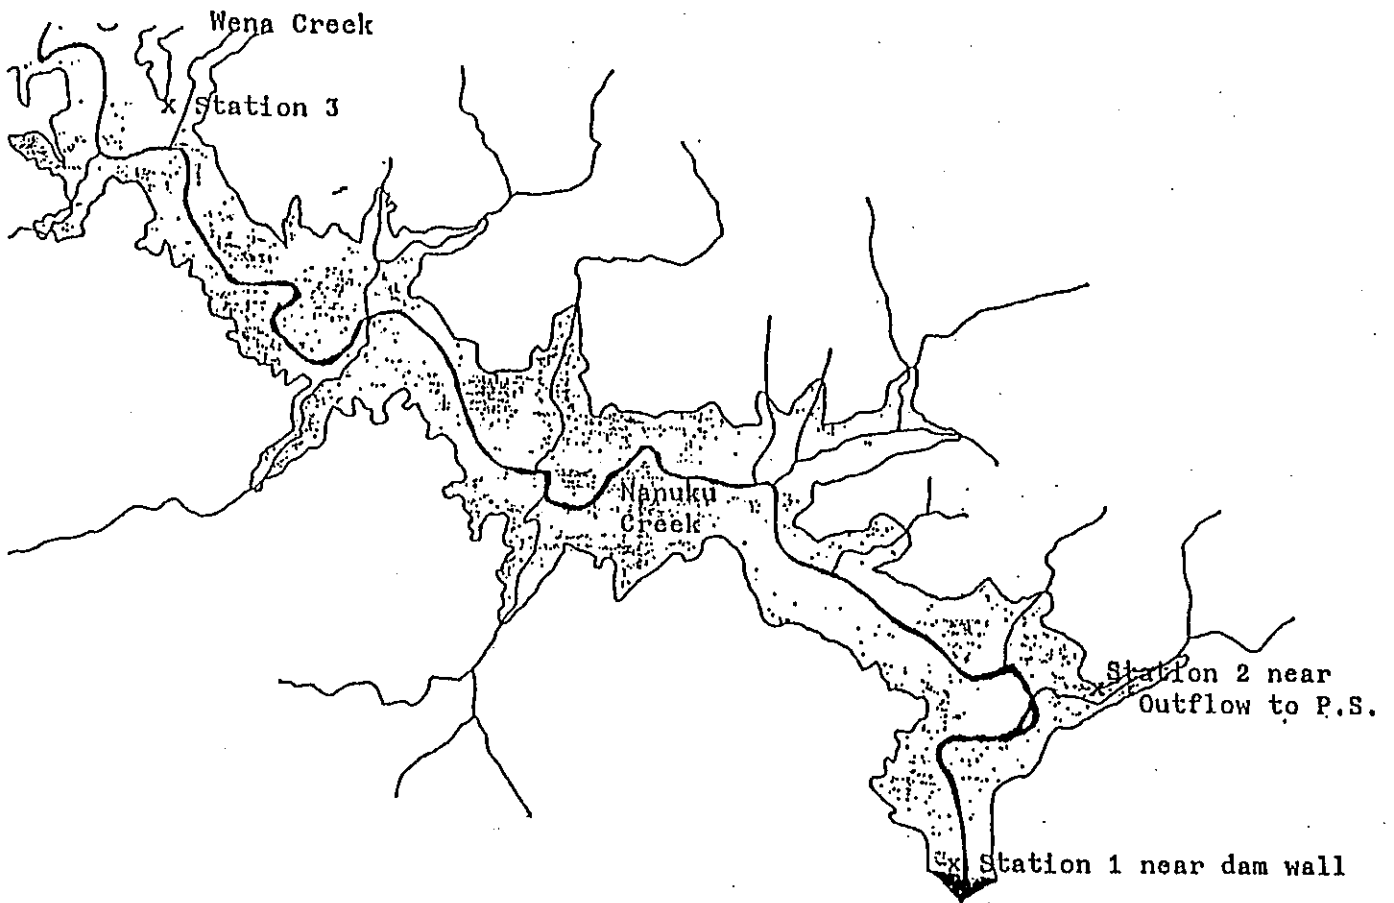 Wena Creek
x Station 3
Nanuku
Creek
x Station 2 near
Outflow to P.S.
x Station 1 near dam wall